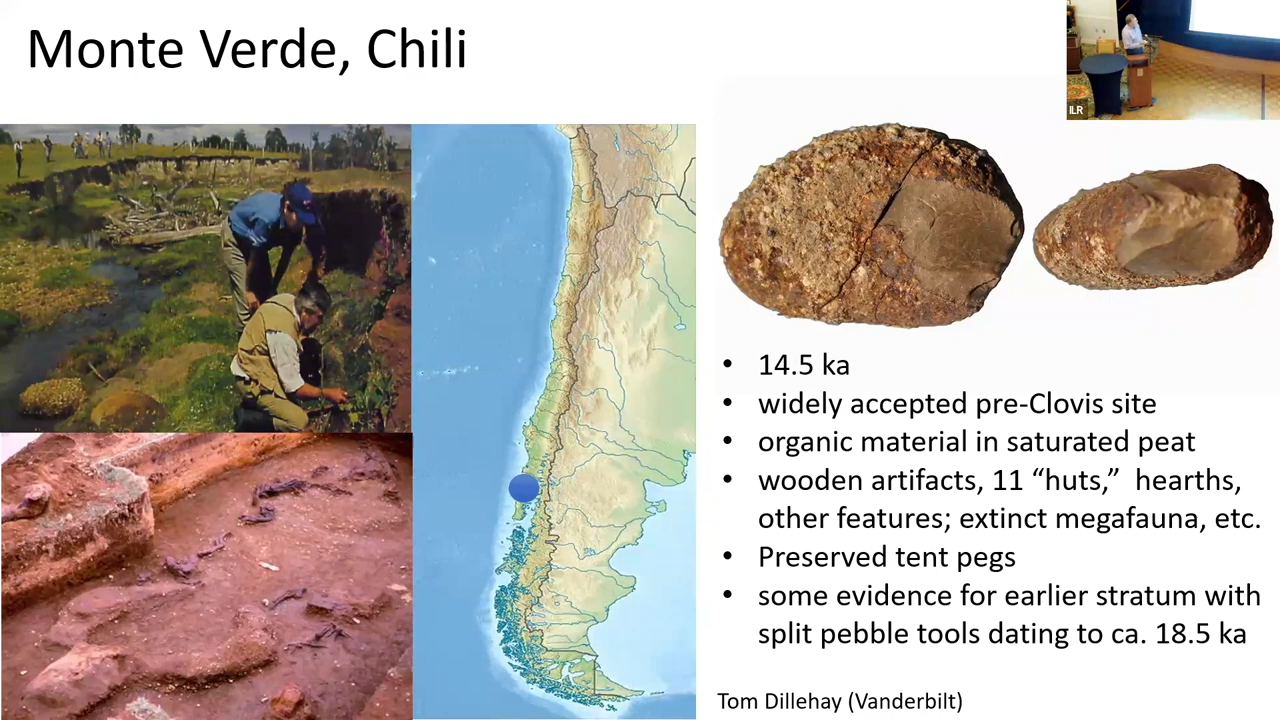 Monte Verde, Chili
ILR
• 14.5 ka
• widely accepted pre-Clovis site
• organic material in saturated peat
• wooden artifacts, 11 “huts,”  hearths,
other features; extinct megafauna, etc.
• Preserved tent pegs
• some evidence for earlier stratum with
split pebble tools dating to ca. 18.5 ka
Tom Dillehay (Vanderbilt)